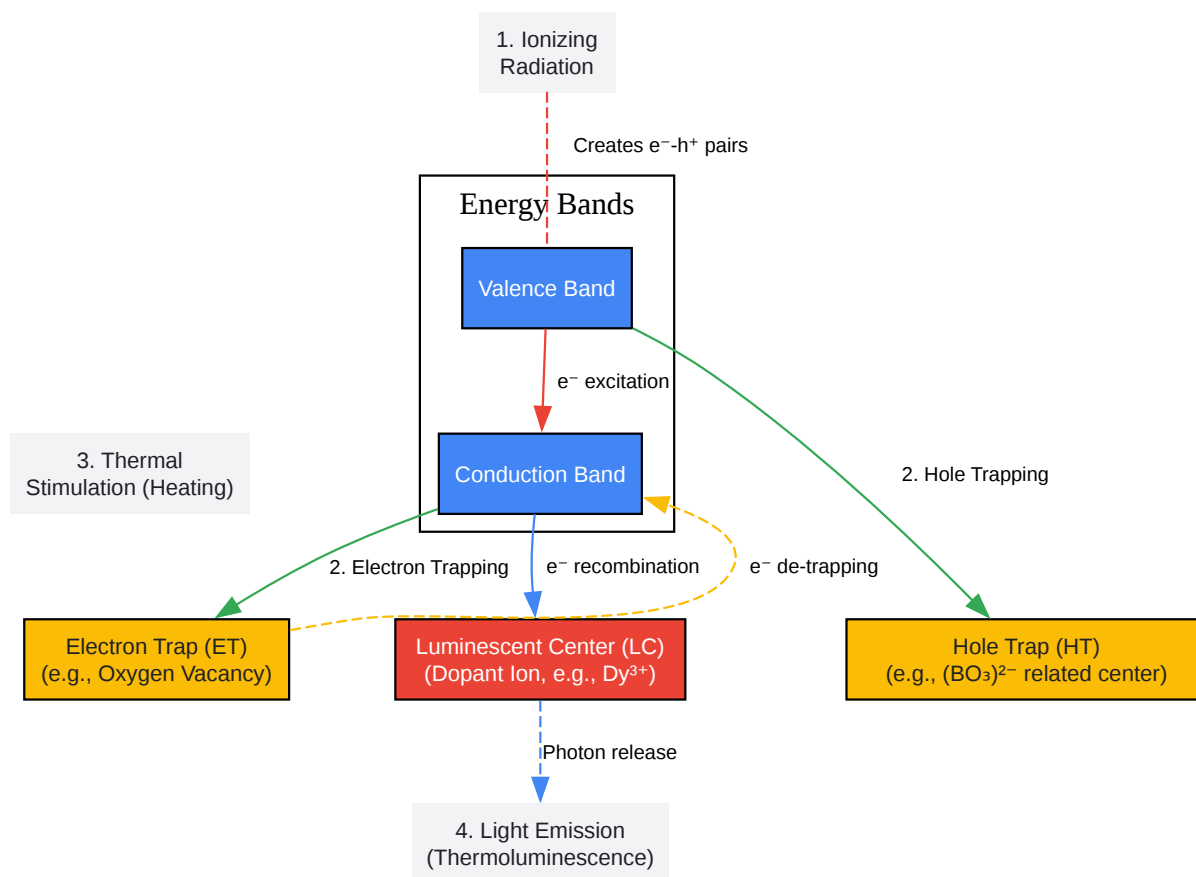 1. Ionizing
Radiation
Creates e⁻-h⁺ pairs
Energy Bands
Valence Band
e⁻ excitation
3. Thermal
Stimulation (Heating)
Conduction Band
2. Hole Trapping
2. Electron Trapping
e⁻ recombination
e⁻ de-trapping
Electron Trap (ET)
(e.g., Oxygen Vacancy)
Luminescent Center (LC)
(Dopant Ion, e.g., Dy³⁺)
Hole Trap (HT)
(e.g., (BO₃)²⁻ related center)
Photon release
4. Light Emission
(Thermoluminescence)